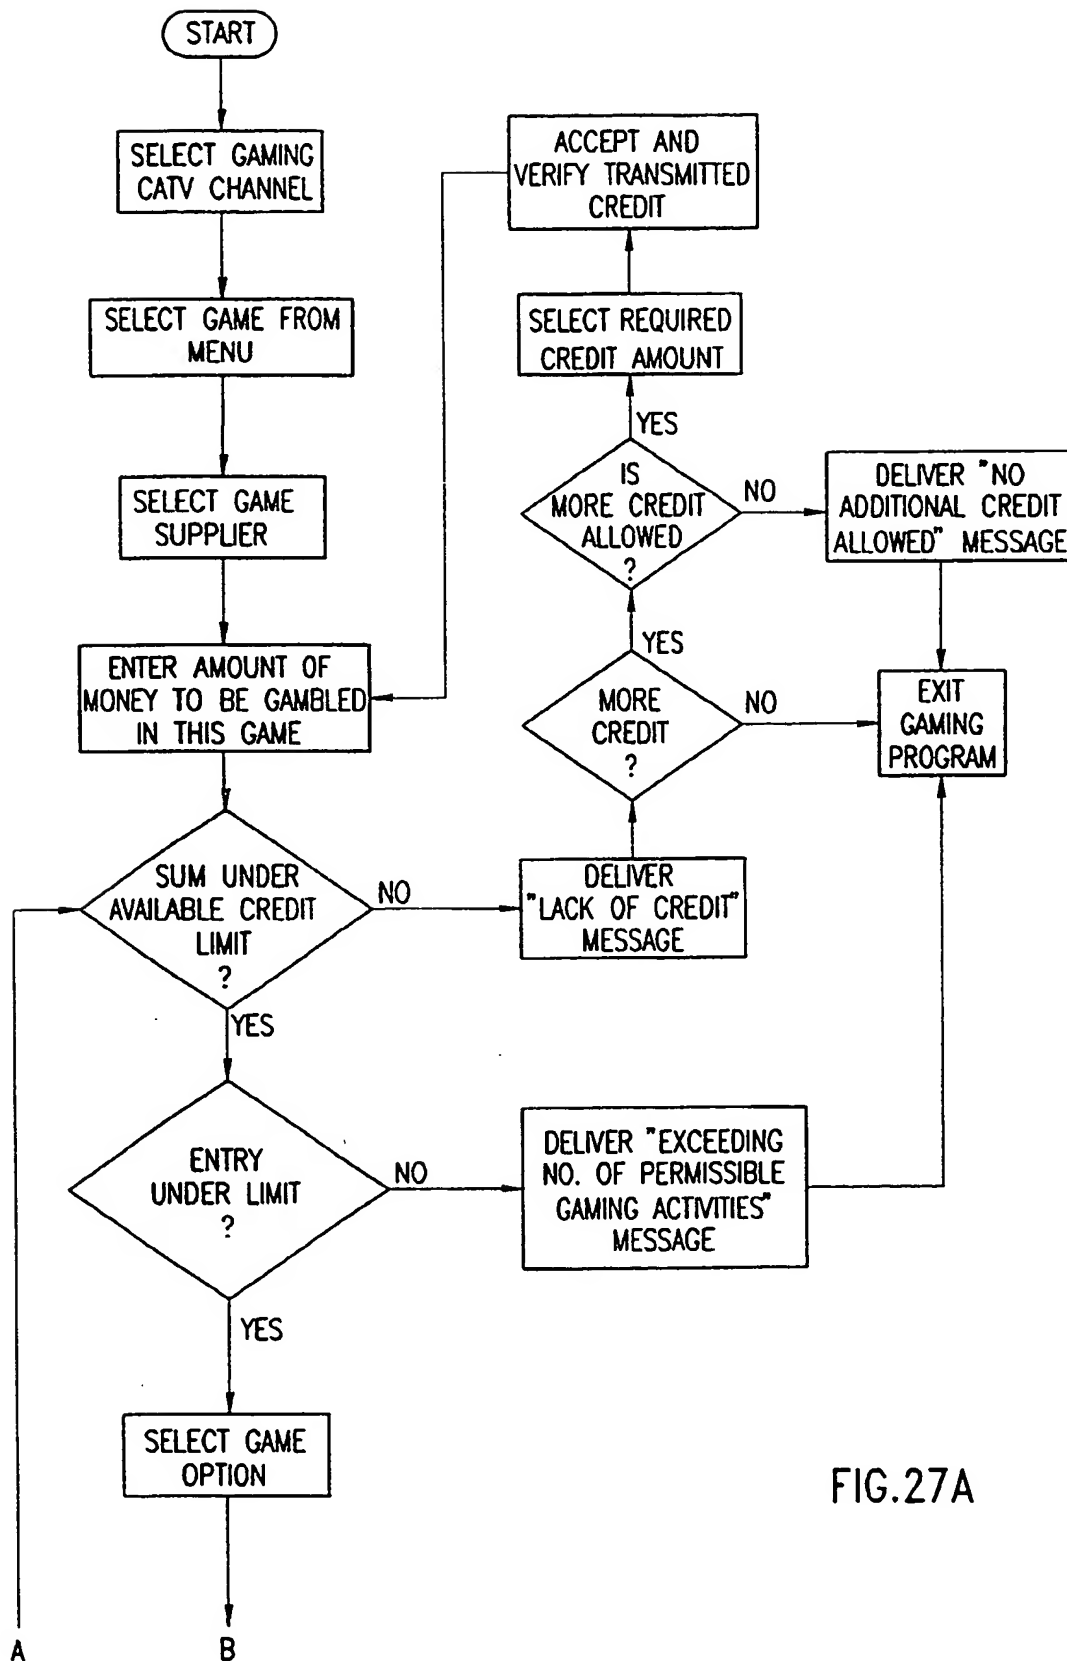 START
SELECT GAMING
CATV CHANNEL
SELECT GAME FROM
MENU
SELECT GAME
SUPPLIER
ENTER AMOUNT OF
MONEY TO BE GAMBLED
IN THIS GAME
SUM UNDER
AVAILABLE CREDIT
LIMIT
?
NO
YES
ENTRY
UNDER LIMIT
?
NO
YES
SELECT GAME
OPTION
A
B
ACCEPT AND
VERIFY TRANSMITTED
CREDIT
SELECT REQUIRED
CREDIT AMOUNT
YES
IS
MORE CREDIT
ALLOWED
?
NO
DELIVER "NO
ADDITIONAL CREDIT
ALLOWED" MESSAGE
YES
MORE
CREDIT
?
NO
EXIT
GAMING
PROGRAM
DELIVER
"LACK OF CREDIT"
MESSAGE
DELIVER "EXCEEDING
NO. OF PERMISSIBLE
GAMING ACTIVITIES"
MESSAGE
FIG.27A